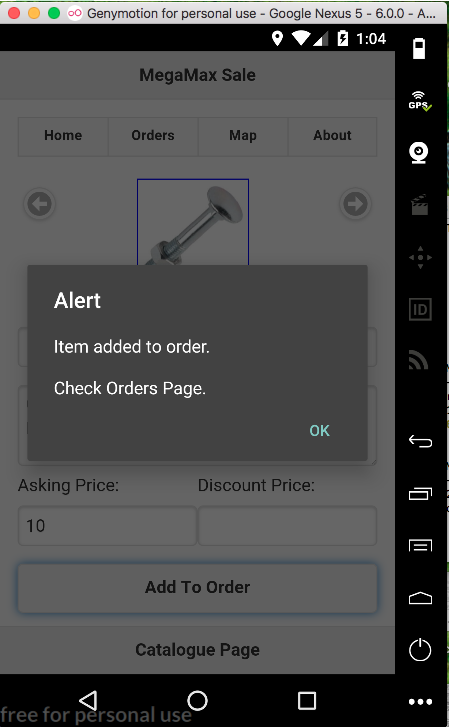 Genymotion for personal use - Google Nexus 5 - 6.0.0 - A...
1:04
MegaMax Sale
GPS
Home Orders Map About
Alert
Item added to order.
Check Orders Page.
ID
OK
Asking Price: Discount Price:
10
Add To Order
Catalogue Page
free for personal use